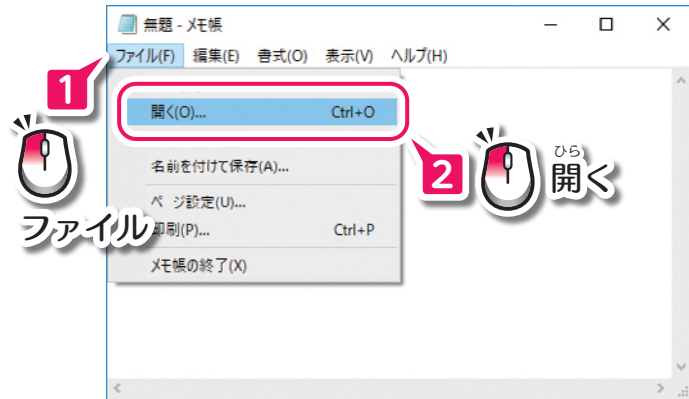 無題 - メモ帳
ファイル(F) 編集(E) 書式(O) 表示(V) ヘルプ(H)
1
開く(O)... Ctrl+O
名前を付けて保存(A)...
2
ひら
開く
ページ設定(U)...
ファイル
印刷(P)... Ctrl+P
メモ帳の終了(X)